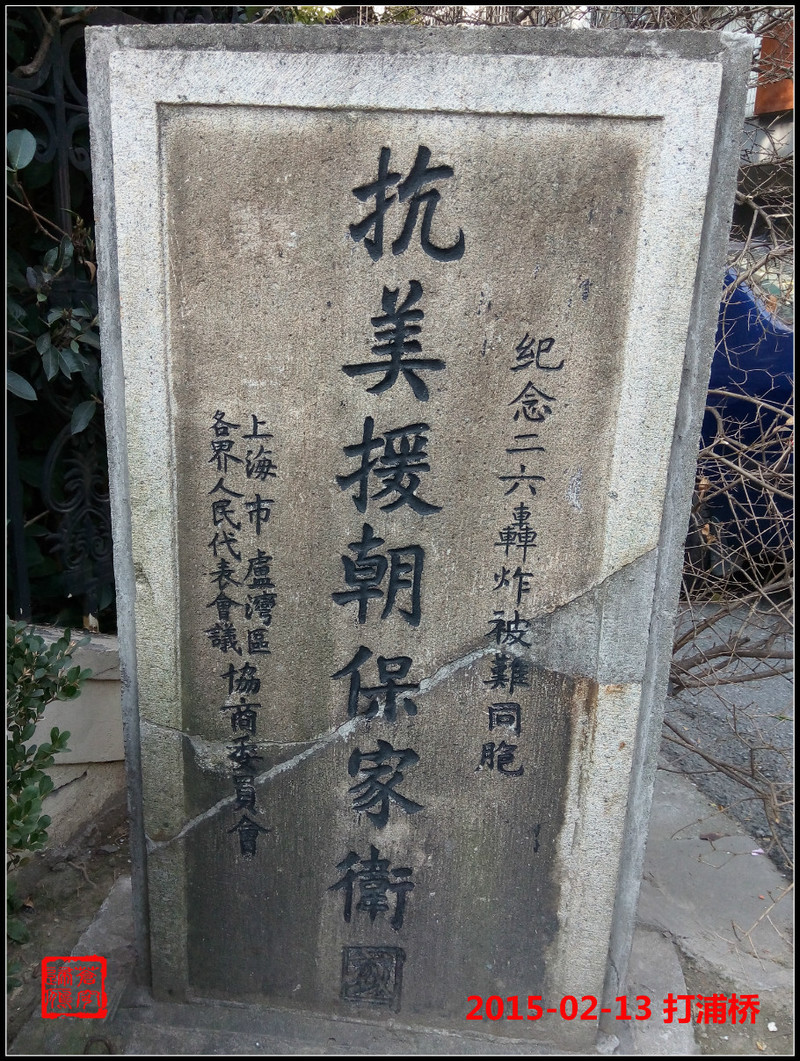 纪念二六轟炸被難同胞
抗美援朝保家衛國
上海市盧灣區
各界人民代表會議
協商委員會
2015-02-13 打浦桥